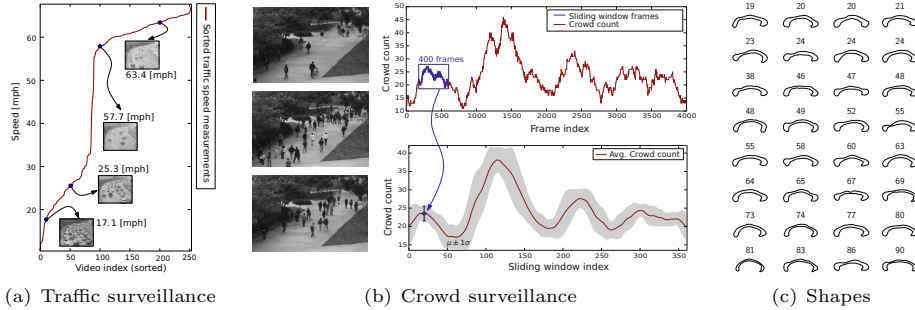 60
50
40
30
20
0 50 100 150 200 250
Speed [mph]
Video index (sorted)
63.4 [mph]
57.7 [mph]
25.3 [mph]
17.1 [mph]
Sorted traffic
speed measurements
(a) Traffic surveillance
50
45
40
35
30
25
20
15
10
0 500 1000 1500 2000 2500 3000 3500 4000
Crowd count
Frame index
Sliding window frames
Crowd count
400 frames
40
35
30
25
20
15
0 50 100 150 200 250 300 350
Crowd count
Sliding window index
Avg. Crowd count
μ ± 1σ
(b) Crowd surveillance
19 20 20 21
23 24 24 24
38 46 47 48
48 49 52 55
55 58 60 63
64 65 67 69
73 74 77 80
81 83 86 90
(c) Shapes